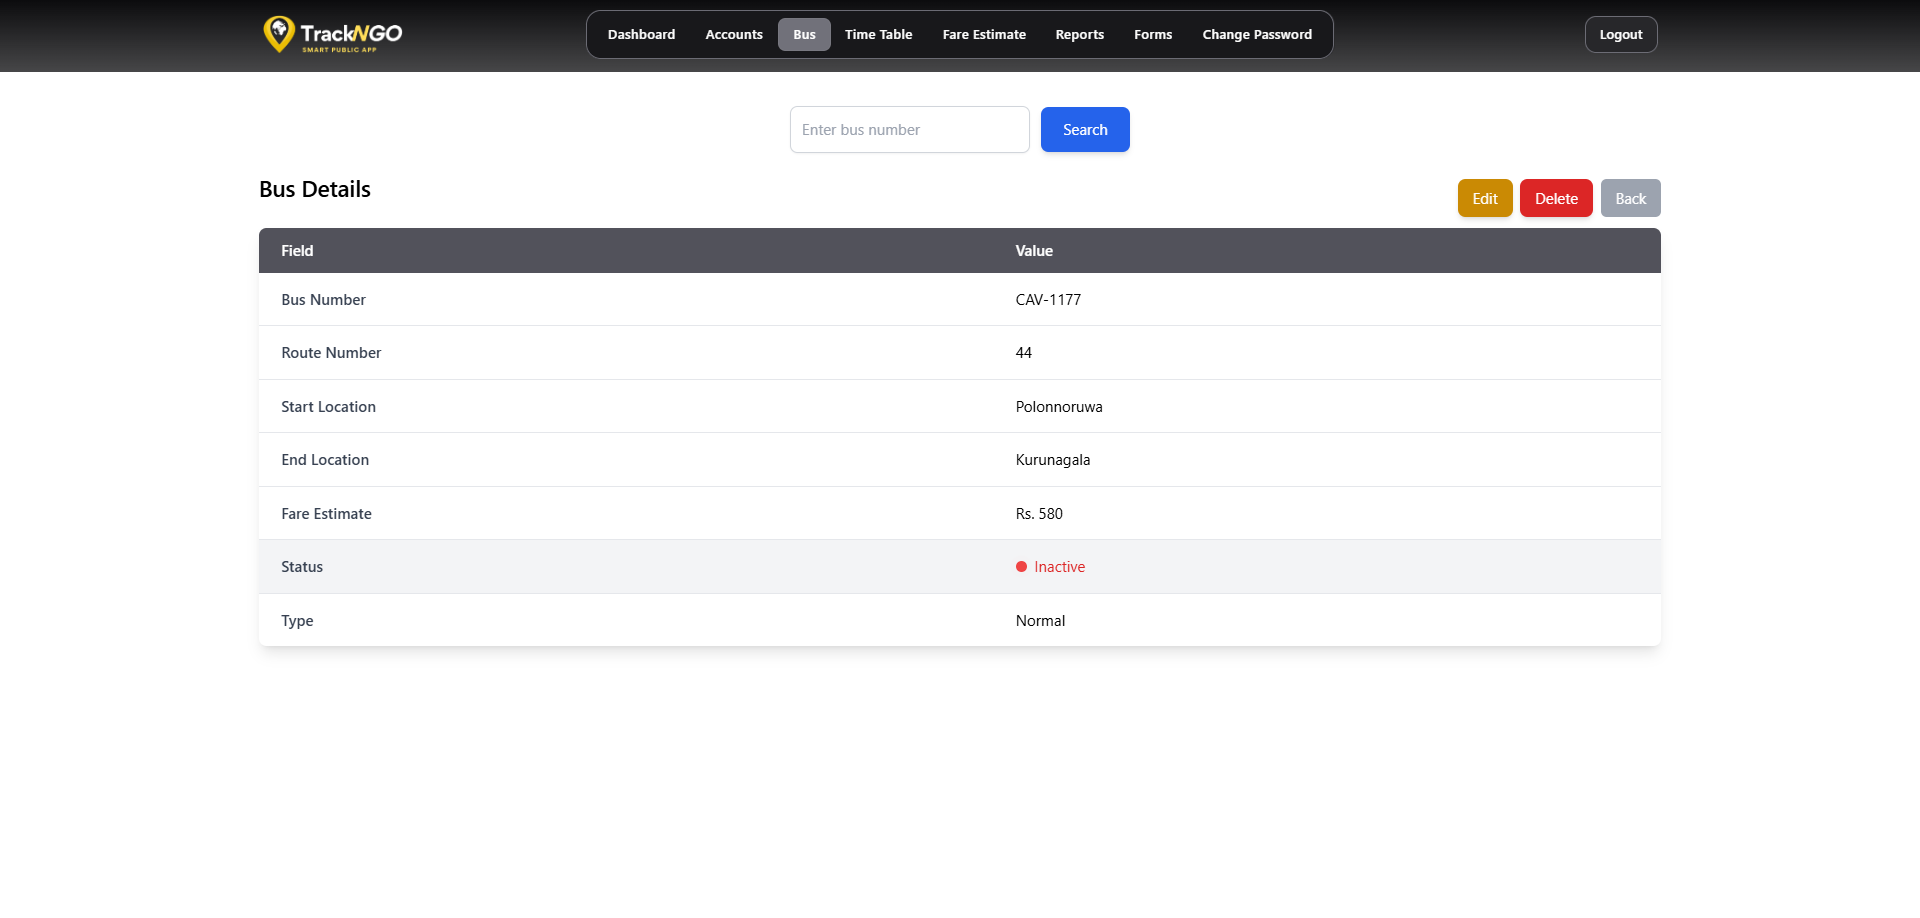 TrackNGO
SMART PUBLIC APP
Dashboard Accounts Bus Time Table Fare Estimate Reports Forms Change Password
Logout
Enter bus number Search
Bus Details
Edit Delete Back
Field Value
Bus Number CAV-1177
Route Number 44
Start Location Polonnoruwa
End Location Kurunagala
Fare Estimate Rs. 580
Status Inactive
Type Normal